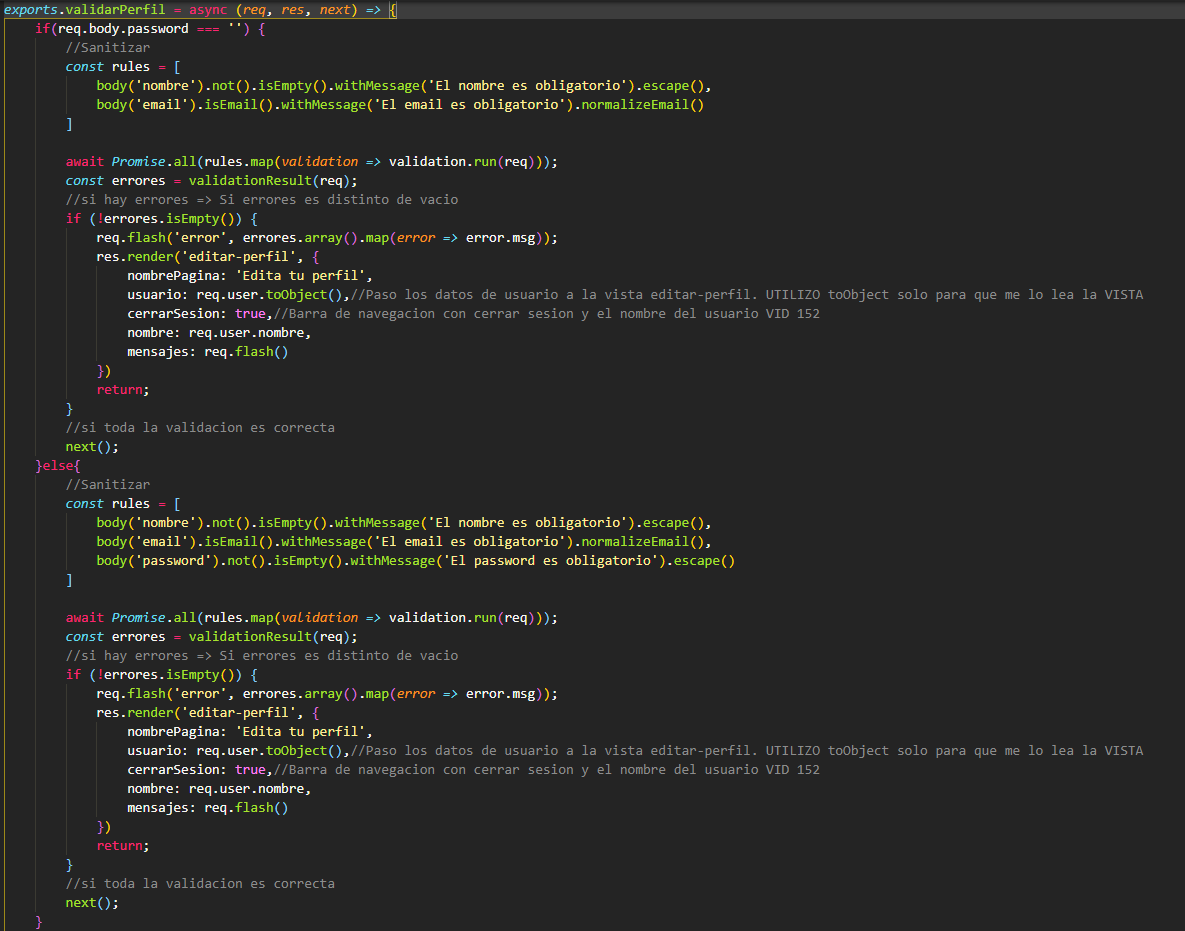 exports.validarPerfil = async (req, res, next) => {
    if(req.body.password === '') {
        //Sanitizar
        const rules = [
            body('nombre').not().isEmpty().withMessage('El nombre es obligatorio').escape(),
            body('email').isEmail().withMessage('El email es obligatorio').normalizeEmail()
        ]

        await Promise.all(rules.map(validation => validation.run(req)));
        const errores = validationResult(req);
        //si hay errores => Si errores es distinto de vacio
        if (!errores.isEmpty()) {
            req.flash('error', errores.array().map(error => error.msg));
            res.render('editar-perfil', {
                nombrePagina: 'Edita tu perfil',
                usuario: req.user.toObject(),//Paso los datos de usuario a la vista editar-perfil. UTILIZO toObject solo para que me lo lea la VISTA
                cerrarSesion: true,//Barra de navegacion con cerrar sesion y el nombre del usuario VID 152
                nombre: req.user.nombre,
                mensajes: req.flash()
            })
            return;
        }
        //si toda la validacion es correcta
        next();
    }else{
        //Sanitizar
        const rules = [
            body('nombre').not().isEmpty().withMessage('El nombre es obligatorio').escape(),
            body('email').isEmail().withMessage('El email es obligatorio').normalizeEmail(),
            body('password').not().isEmpty().withMessage('El password es obligatorio').escape()
        ]

        await Promise.all(rules.map(validation => validation.run(req)));
        const errores = validationResult(req);
        //si hay errores => Si errores es distinto de vacio
        if (!errores.isEmpty()) {
            req.flash('error', errores.array().map(error => error.msg));
            res.render('editar-perfil', {
                nombrePagina: 'Edita tu perfil',
                usuario: req.user.toObject(),//Paso los datos de usuario a la vista editar-perfil. UTILIZO toObject solo para que me lo lea la VISTA
                cerrarSesion: true,//Barra de navegacion con cerrar sesion y el nombre del usuario VID 152
                nombre: req.user.nombre,
                mensajes: req.flash()
            })
            return;
        }
        //si toda la validacion es correcta
        next();
    }